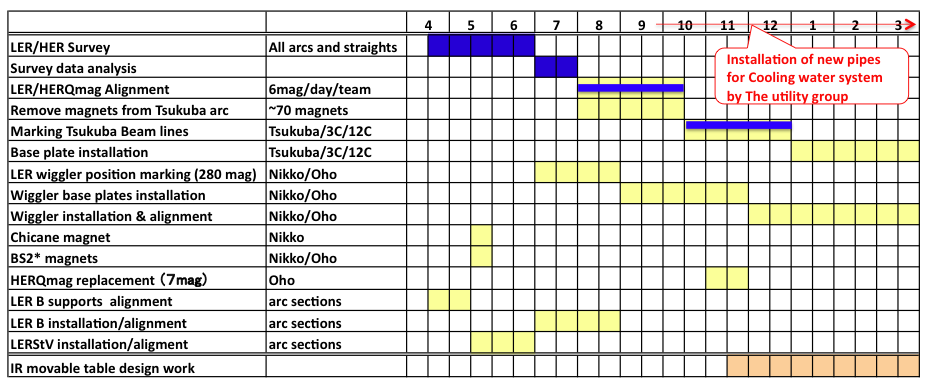 4 5 6 7 8 9 10 11 12 1 2 3
LER/HER Survey All arcs and straights
Survey data analysis
LER/HERQmag Alignment 6mag/day/team
Remove magnets from Tsukuba arc ~70 magnets
Marking Tsukuba Beam lines Tsukuba/3C/12C
Base plate installation Tsukuba/3C/12C
LER wiggler position marking (280 mag) Nikko/Oho
Wiggler base plates installation Nikko/Oho
Wiggler installation & alignment Nikko/Oho
Chicane magnet Nikko
BS2* magnets Nikko/Oho
HERQmag replacement （7mag） Oho
LER B supports alignment arc sections
LER B installation/alignment arc sections
LERStV installation/aligment arc sections
IR movable table design work
Installation of new pipes
for Cooling water system
by The utility group